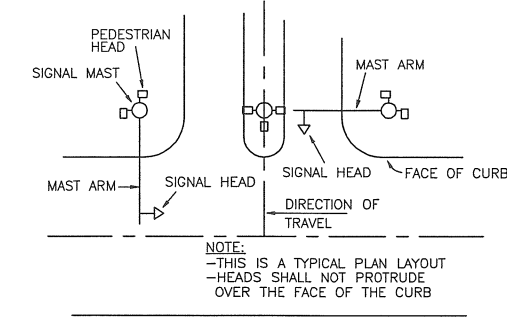 PEDESTRIAN
HEAD
SIGNAL MAST
MAST ARM
SIGNAL HEAD
FACE OF CURB
MAST ARM
SIGNAL HEAD
DIRECTION OF
TRAVEL
NOTE:
-THIS IS A TYPICAL PLAN LAYOUT
-HEADS SHALL NOT PROTRUDE
OVER THE FACE OF THE CURB